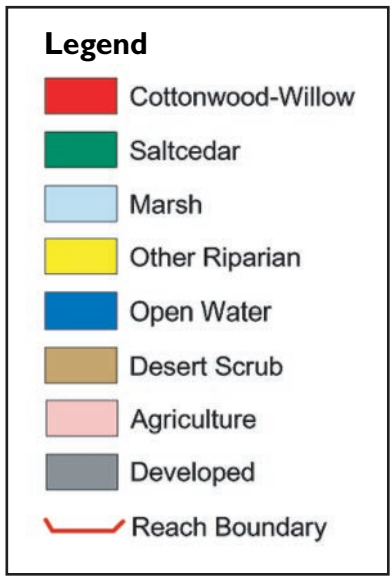 Legend
Cottonwood-Willow
Saltcedar
Marsh
Other Riparian
Open Water
Desert Scrub
Agriculture
Developed
Reach Boundary